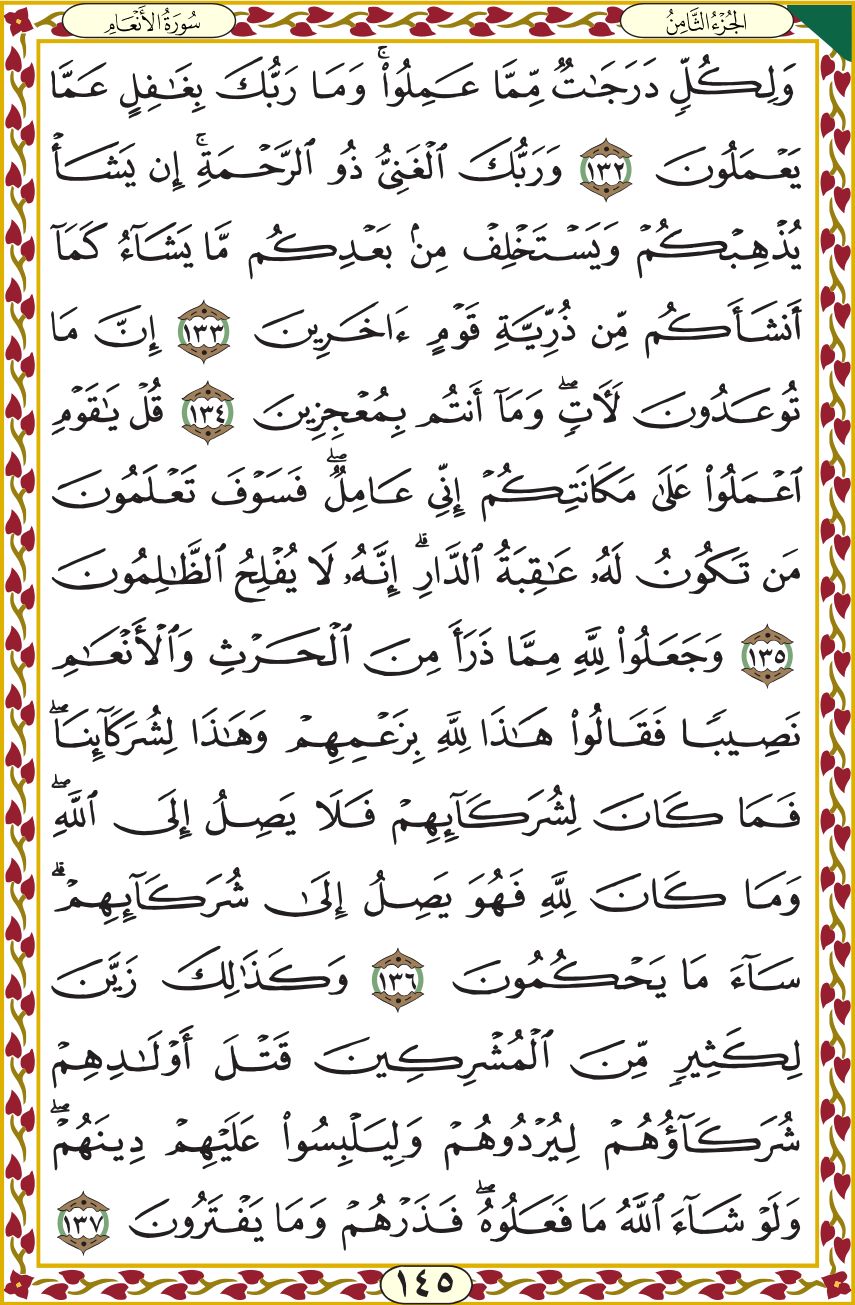 الجُزْءُ الثَّامِنُ
سُورَةُ الأَنْعَامِ
وَلِكُلٍّ دَرَجَٰتٌ مِّمَّا عَمِلُوا۟ ۚ وَمَا رَبُّكَ بِغَٰفِلٍ عَمَّا
يَعْمَلُونَ ١٣٢ وَرَبُّكَ ٱلْغَنِىُّ ذُو ٱلرَّحْمَةِ ۚ إِن يَشَأْ
يُذْهِبْكُمْ وَيَسْتَخْلِفْ مِنۢ بَعْدِكُم مَّا يَشَآءُ كَمَآ
أَنشَأَكُم مِّن ذُرِّيَّةِ قَوْمٍ ءَاخَرِينَ ١٣٣ إِنَّ مَا
تُوعَدُونَ لَءَاتٍ ۖ وَمَآ أَنتُم بِمُعْجِزِينَ ١٣٤ قُلْ يَٰقَوْمِ
ٱعْمَلُوا۟ عَلَىٰ مَكَانَتِكُمْ إِنِّى عَامِلٌ ۖ فَسَوْفَ تَعْلَمُونَ
مَن تَكُونُ لَهُۥ عَٰقِبَةُ ٱلدَّارِ ۗ إِنَّهُۥ لَا يُفْلِحُ ٱلظَّٰلِمُونَ
١٣٥ وَجَعَلُوا۟ لِلَّهِ مِمَّا ذَرَأَ مِنَ ٱلْحَرْثِ وَٱلْأَنْعَٰمِ
نَصِيبًا فَقَالُوا۟ هَٰذَا لِلَّهِ بِزَعْمِهِمْ وَهَٰذَا لِشُرَكَآئِنَا ۖ
فَمَا كَانَ لِشُرَكَآئِهِمْ فَلَا يَصِلُ إِلَى ٱللَّهِ ۖ
وَمَا كَانَ لِلَّهِ فَهُوَ يَصِلُ إِلَىٰ شُرَكَآئِهِمْ ۗ
سَآءَ مَا يَحْكُمُونَ ١٣٦ وَكَذَٰلِكَ زَيَّنَ
لِكَثِيرٍ مِّنَ ٱلْمُشْرِكِينَ قَتْلَ أَوْلَٰدِهِمْ
شُرَكَآؤُهُمْ لِيُرْدُوهُمْ وَلِيَلْبِسُوا۟ عَلَيْهِمْ دِينَهُمْ ۖ
وَلَوْ شَآءَ ٱللَّهُ مَا فَعَلُوهُ ۖ فَذَرْهُمْ وَمَا يَفْتَرُونَ ١٣٧
١٤٥